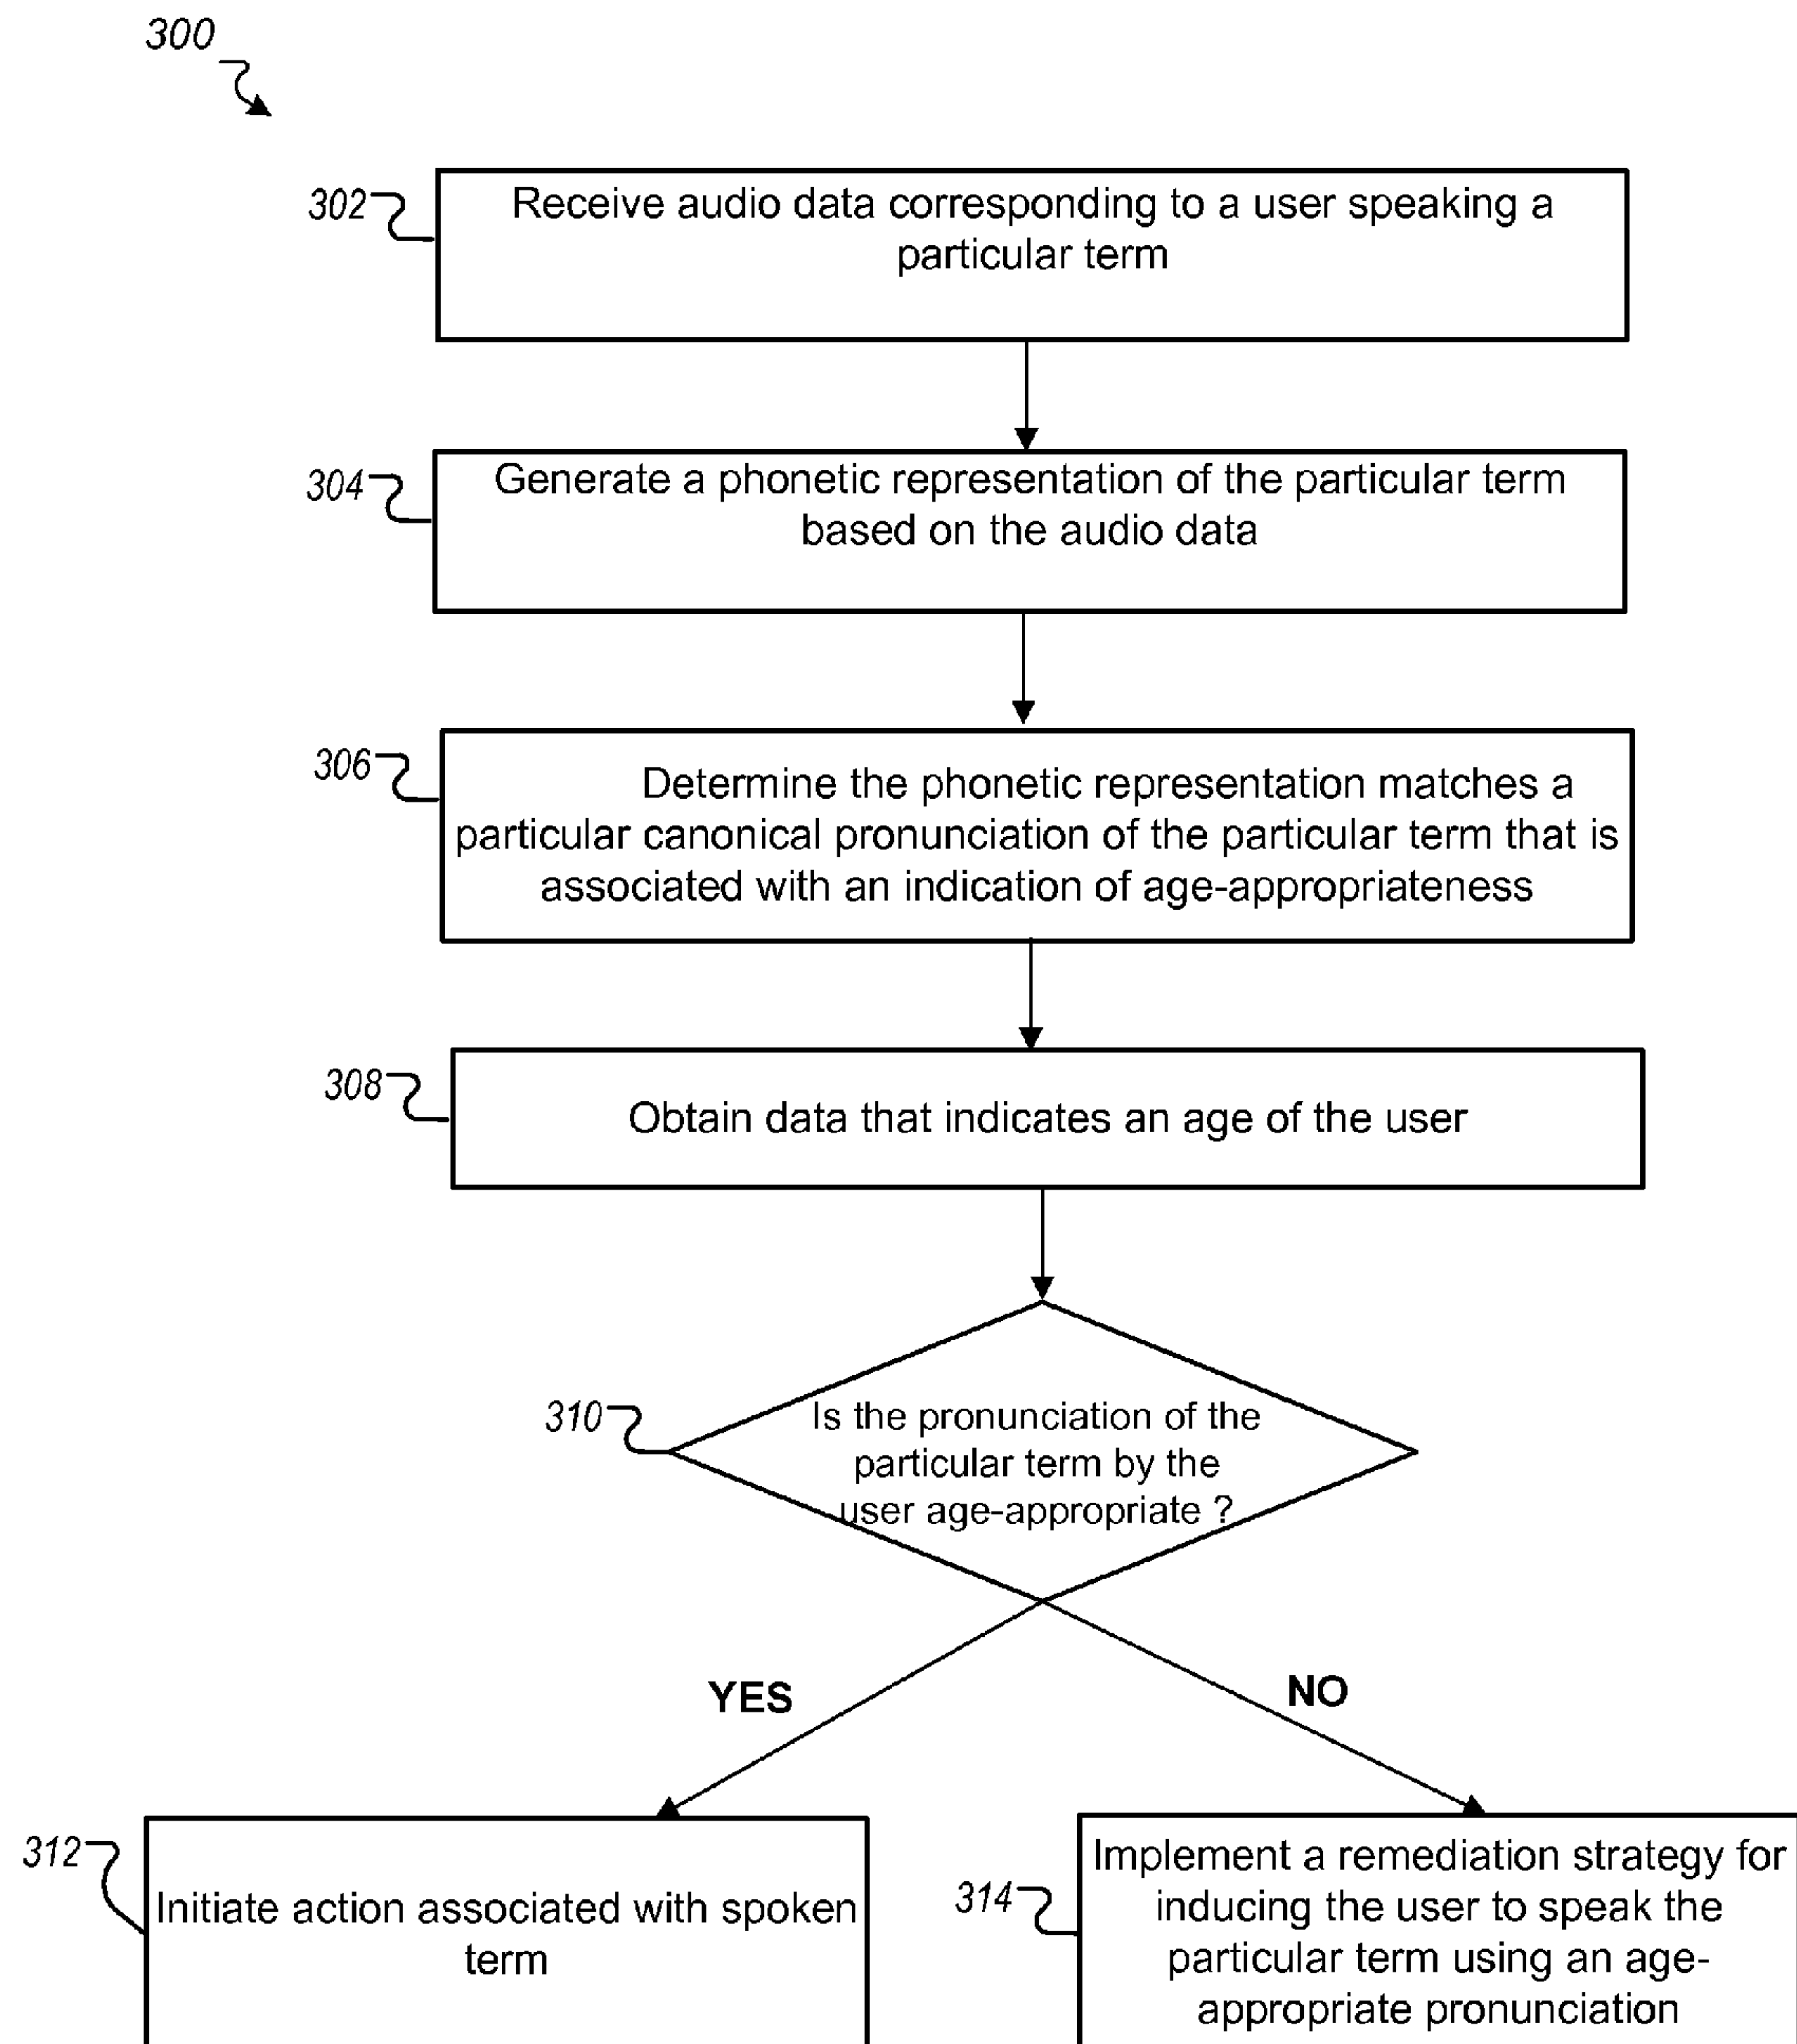 300
302
Receive audio data corresponding to a user speaking a
particular term
304
Generate a phonetic representation of the particular term
based on the audio data
306
Determine the phonetic representation matches a
particular canonical pronunciation of the particular term that is
associated with an indication of age-appropriateness
308
Obtain data that indicates an age of the user
310
Is the pronunciation of the
particular term by the
user age-appropriate ?
YES
NO
312
Initiate action associated with spoken
term
314
Implement a remediation strategy for
inducing the user to speak the
particular term using an age-
appropriate pronunciation